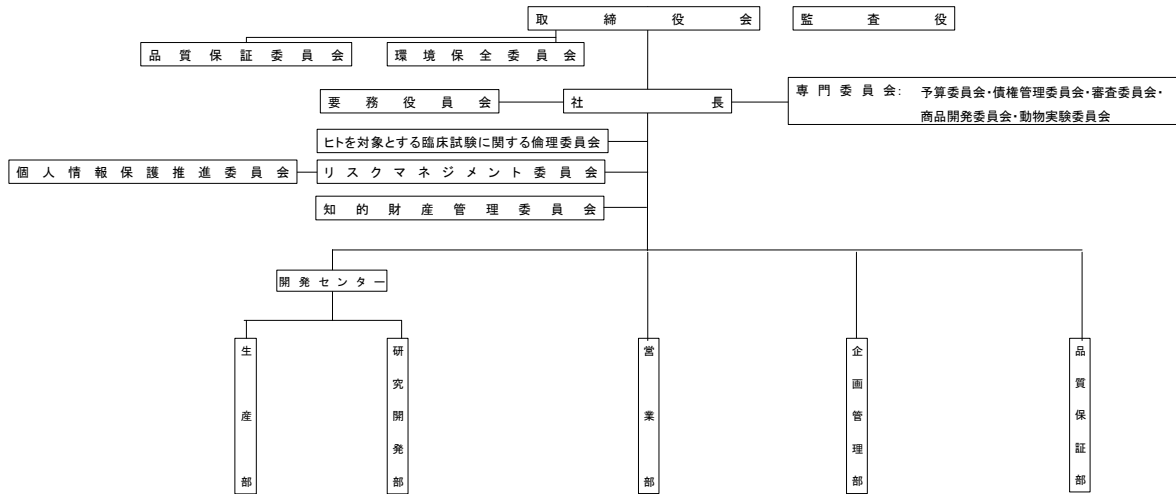 取締役会
監査役
品質保証委員会
環境保全委員会
要務役員会
社長
専門委員会： 予算委員会・債権管理委員会・審査委員会・
商品開発委員会・動物実験委員会
ヒトを対象とする臨床試験に関する倫理委員会
個人情報保護推進委員会
リスクマネジメント委員会
知的財産管理委員会
開発センター
生産部
研究開発部
営業部
企画管理部
品質保証部